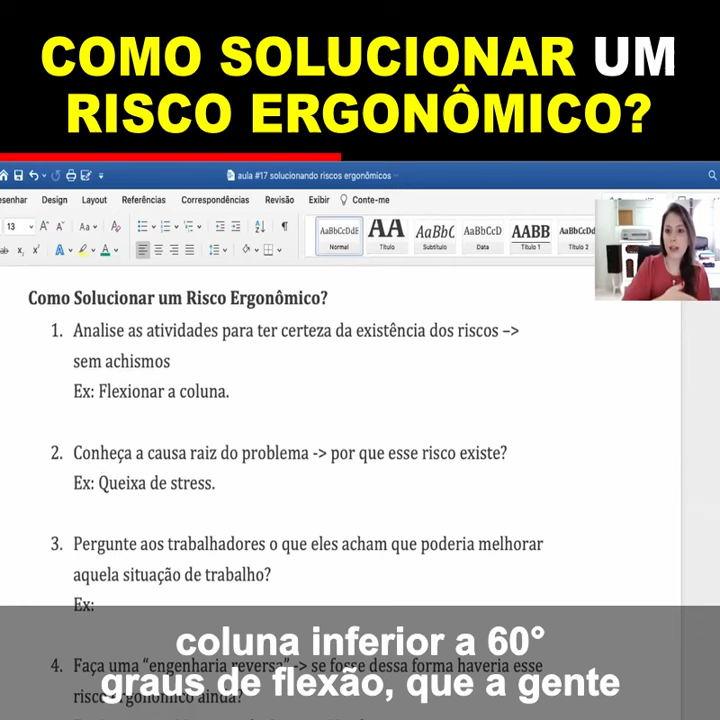 COMO SOLUCIONAR UM
RISCO ERGONÔMICO?
aula #17 solucionando riscos ergonômicos
Design Layout Referências Correspondências Revisão Exibir Conte-me
13 Aa
AaBbCcDdE AA AaBbC AaBbCcD AABB AaBbCcDd
Normal Título Subtítulo Data Título 1 Título 2
Como Solucionar um Risco Ergonômico?
1. Analise as atividades para ter certeza da existência dos riscos –>
sem achismos
Ex: Flexionar a coluna.
2. Conheça a causa raiz do problema -> por que esse risco existe?
Ex: Queixa de stress.
3. Pergunte aos trabalhadores o que eles acham que poderia melhorar
aquela situação de trabalho?
Ex:
coluna inferior a 60°
4. Faça uma “engenharia reversa” -> se fosse dessa forma haveria esse
graus de flexão, que a gente
risco ergonômico ainda?